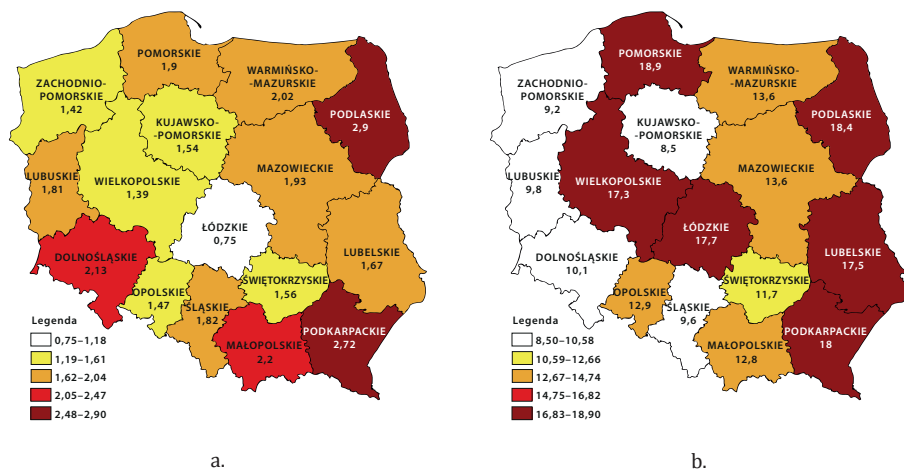 POMORSKIE
1,9
ZACHODNIO-
POMORSKIE
1,42
WARMIŃSKO-
MAZURSKIE
2,02
PODLASKIE
2,9
KUJAWSKO-
POMORSKIE
1,54
MAZOWIECKIE
1,93
LUBUSKIE
1,81
WIELKOPOLSKIE
1,39
ŁÓDZKIE
0,75
DOLNOŚLĄSKIE
2,13
LUBELSKIE
1,67
OPOLSKIE
1,47
ŚLĄSKIE
1,82
ŚWIĘTOKRZYSKIE
1,56
MAŁOPOLSKIE
2,2
PODKARPACKIE
2,72
Legenda
0,75–1,18
1,19–1,61
1,62–2,04
2,05–2,47
2,48–2,90
a.
POMORSKIE
18,9
ZACHODNIO-
POMORSKIE
9,2
WARMIŃSKO-
MAZURSKIE
13,6
PODLASKIE
18,4
KUJAWSKO-
POMORSKIE
8,5
MAZOWIECKIE
13,6
LUBUSKIE
9,8
WIELKOPOLSKIE
17,3
ŁÓDZKIE
17,7
DOLNOŚLĄSKIE
10,1
LUBELSKIE
17,5
OPOLSKIE
12,9
ŚLĄSKIE
9,6
ŚWIĘTOKRZYSKIE
11,7
MAŁOPOLSKIE
12,8
PODKARPACKIE
18
Legenda
8,50–10,58
10,59–12,66
12,67–14,74
14,75–16,82
16,83–18,90
b.